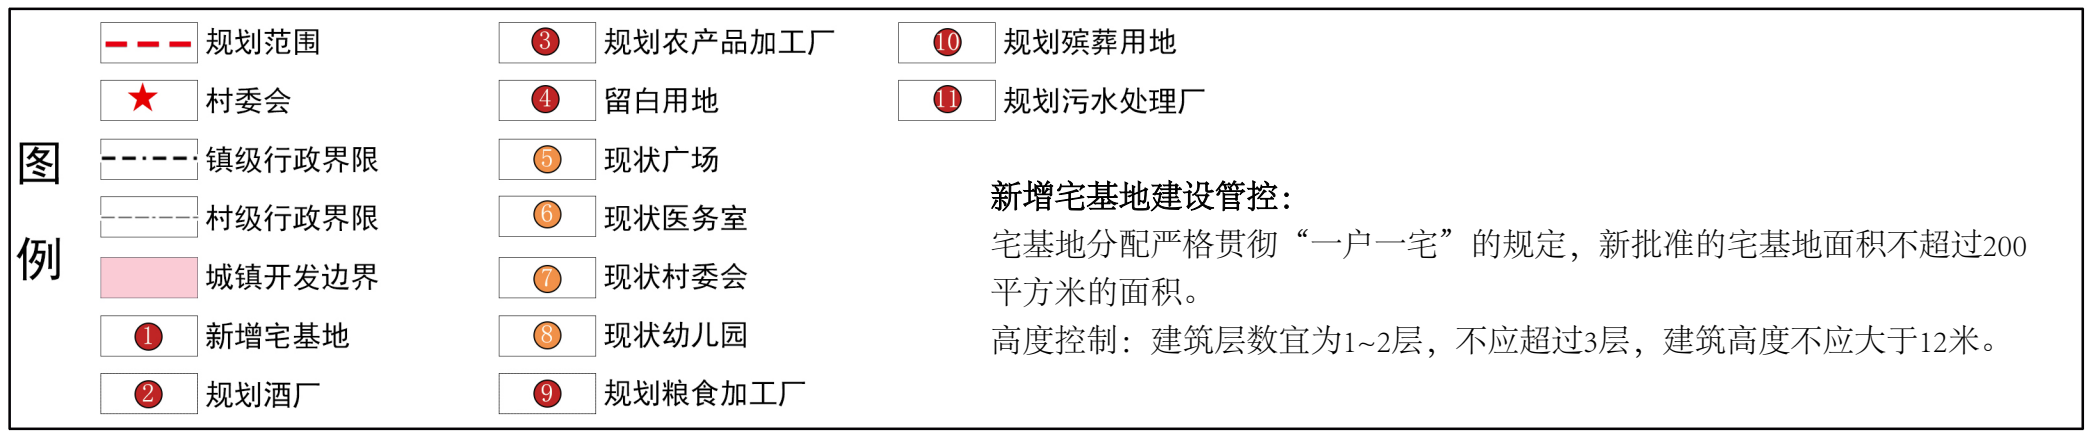 图例
规划范围
村委会
镇级行政界限
村级行政界限
城镇开发边界
1 新增宅基地
2 规划酒厂
3 规划农产品加工厂
4 留白用地
5 现状广场
6 现状医务室
7 现状村委会
8 现状幼儿园
9 规划粮食加工厂
10 规划殡葬用地
11 规划污水处理厂
新增宅基地建设管控：
宅基地分配严格贯彻“一户一宅”的规定，新批准的宅基地面积不超过200
平方米的面积。
高度控制：建筑层数宜为1~2层，不应超过3层，建筑高度不应大于12米。